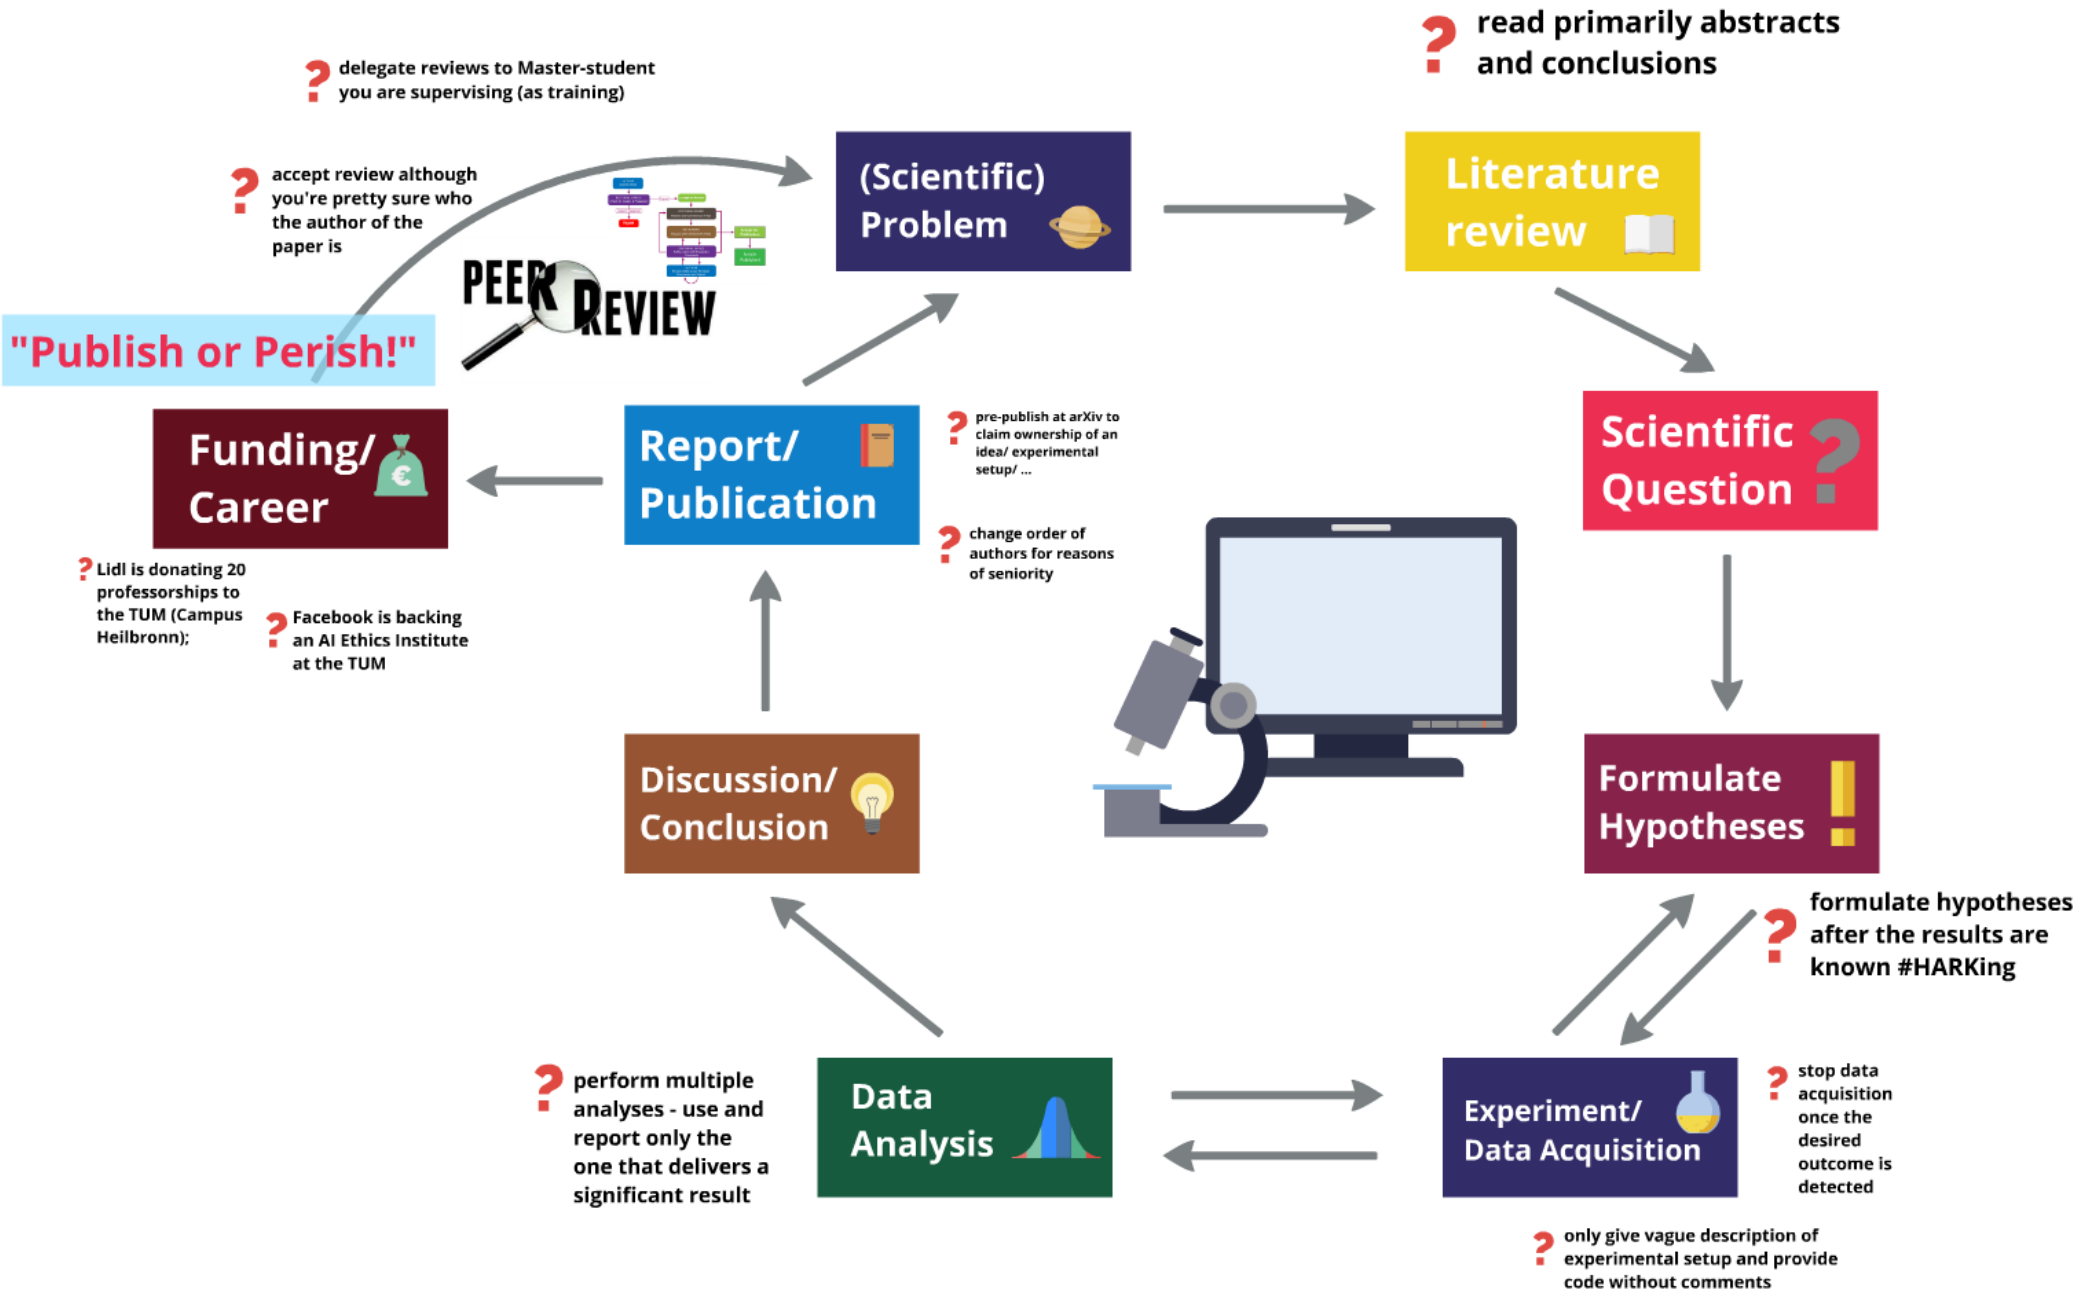 ? read primarily abstracts
and conclusions
? delegate reviews to Master-student
you are supervising (as training)
? accept review although
you're pretty sure who
the author of the
paper is
(Scientific)
Problem
Literature
review
PEER REVIEW
"Publish or Perish!"
Funding/
Career
€
Report/
Publication
? pre-publish at arXiv to
claim ownership of an
idea/ experimental
setup/ ...
? change order of
authors for reasons
of seniority
Scientific
Question
?
? Lidl is donating 20
professorships to
the TUM (Campus
Heilbronn);
? Facebook is backing
an AI Ethics Institute
at the TUM
Discussion/
Conclusion
Formulate
Hypotheses
!
? formulate hypotheses
after the results are
known #HARKing
? perform multiple
analyses - use and
report only the
one that delivers a
significant result
Data
Analysis
Experiment/
Data Acquisition
? stop data
acquisition
once the
desired
outcome is
detected
? only give vague description of
experimental setup and provide
code without comments